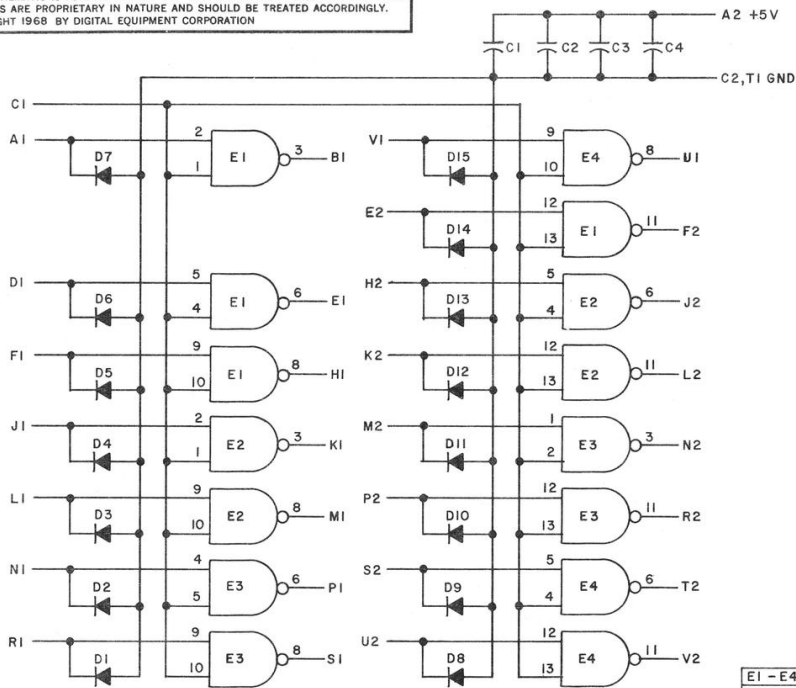 S ARE PROPRIETARY IN NATURE AND SHOULD BE TREATED ACCORDINGLY.
GHT 1968 BY DIGITAL EQUIPMENT CORPORATION
A2 +5V
C1 C2 C3 C4
C2,T1 GND
C1
A1 D7 2 1 E1 3 B1
V1 D15 9 10 E4 8 U1
E2 D14 12 13 E1 11 F2
D1 D6 5 4 E1 6 E1
H2 D13 5 4 E2 6 J2
F1 D5 9 10 E1 8 H1
K2 D12 12 13 E2 11 L2
J1 D4 2 1 E2 3 K1
M2 D11 1 2 E3 3 N2
L1 D3 9 10 E2 8 M1
P2 D10 12 13 E3 11 R2
N1 D2 4 5 E3 6 P1
S2 D9 5 4 E4 6 T2
R1 D1 9 10 E3 8 S1
U2 D8 12 13 E4 11 V2
E1 - E4